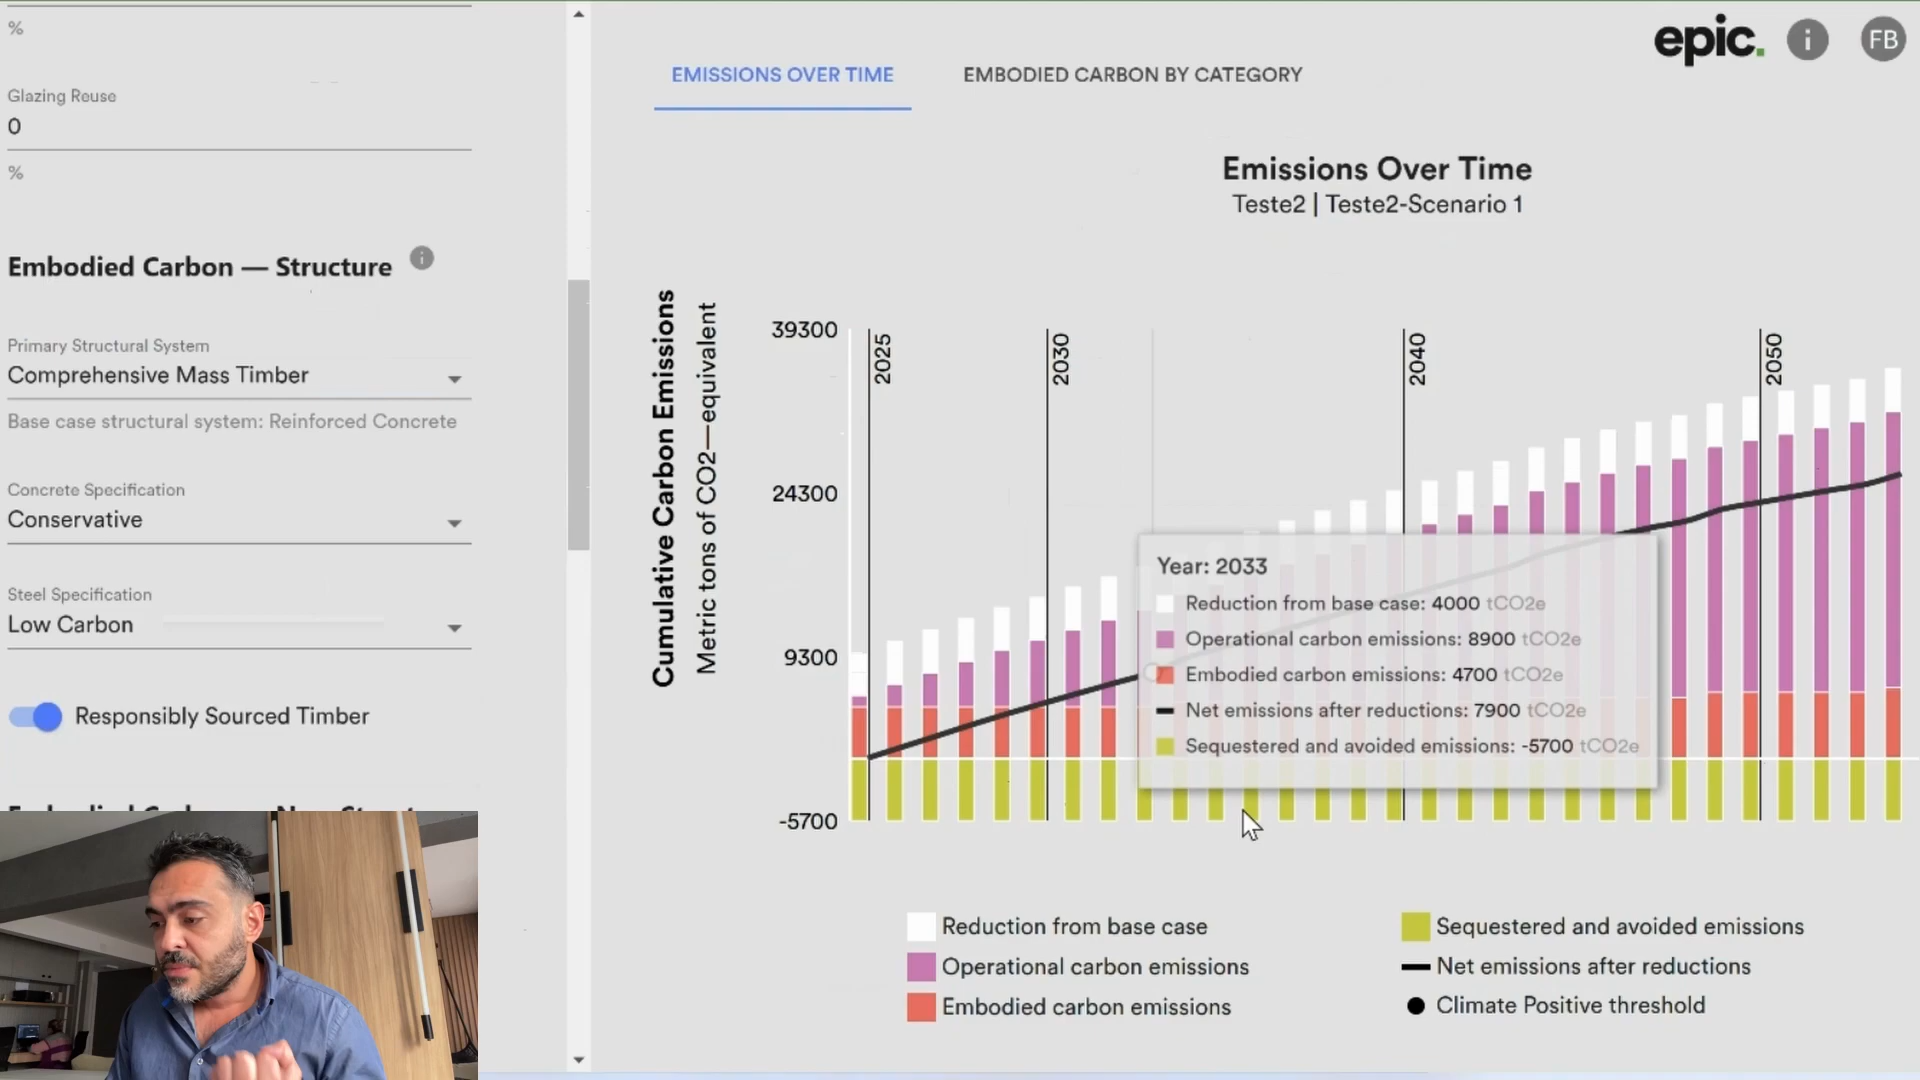 %
Glazing Reuse
0
%
Embodied Carbon — Structure
i
Primary Structural System
Comprehensive Mass Timber
Base case structural system: Reinforced Concrete
Concrete Specification
Conservative
Steel Specification
Low Carbon
Responsibly Sourced Timber
EMISSIONS OVER TIME
EMBODIED CARBON BY CATEGORY
epic.
i
FB
Emissions Over Time
Teste2 | Teste2-Scenario 1
Cumulative Carbon Emissions
Metric tons of CO2—equivalent
39300
24300
9300
-5700
2025
2030
2040
2050
Year: 2033
Reduction from base case: 4000 tCO2e
Operational carbon emissions: 8900 tCO2e
Embodied carbon emissions: 4700 tCO2e
Net emissions after reductions: 7900 tCO2e
Sequestered and avoided emissions: -5700 tCO2e
Reduction from base case
Operational carbon emissions
Embodied carbon emissions
Sequestered and avoided emissions
Net emissions after reductions
Climate Positive threshold